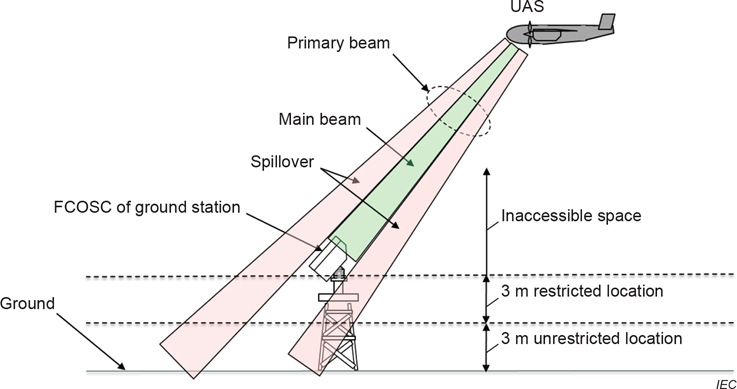 UAS
Primary beam
Main beam
Spillover
FCOSC of ground station
Inaccessible space
3 m restricted location
Ground
3 m unrestricted location
IEC